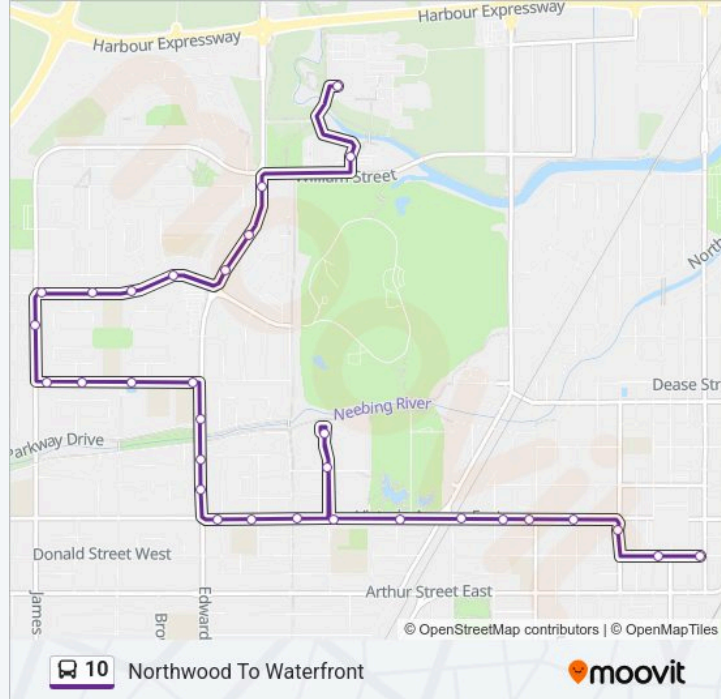 Harbour Expressway
Harbour Expressway
William Street
North
Dease Str
Neebing River
Parkway Drive
Donald Street West
Arthur Street East
James
Bro
Edward
© OpenStreetMap contributors | © OpenMapTiles
10 Northwood To Waterfront
moovit